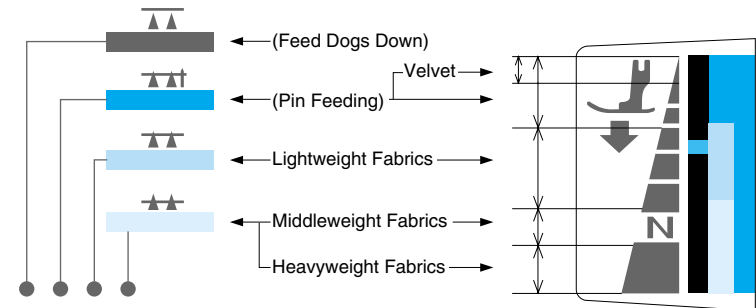 (Feed Dogs Down)
Velvet
(Pin Feeding)
Lightweight Fabrics
Middleweight Fabrics
Heavyweight Fabrics
N